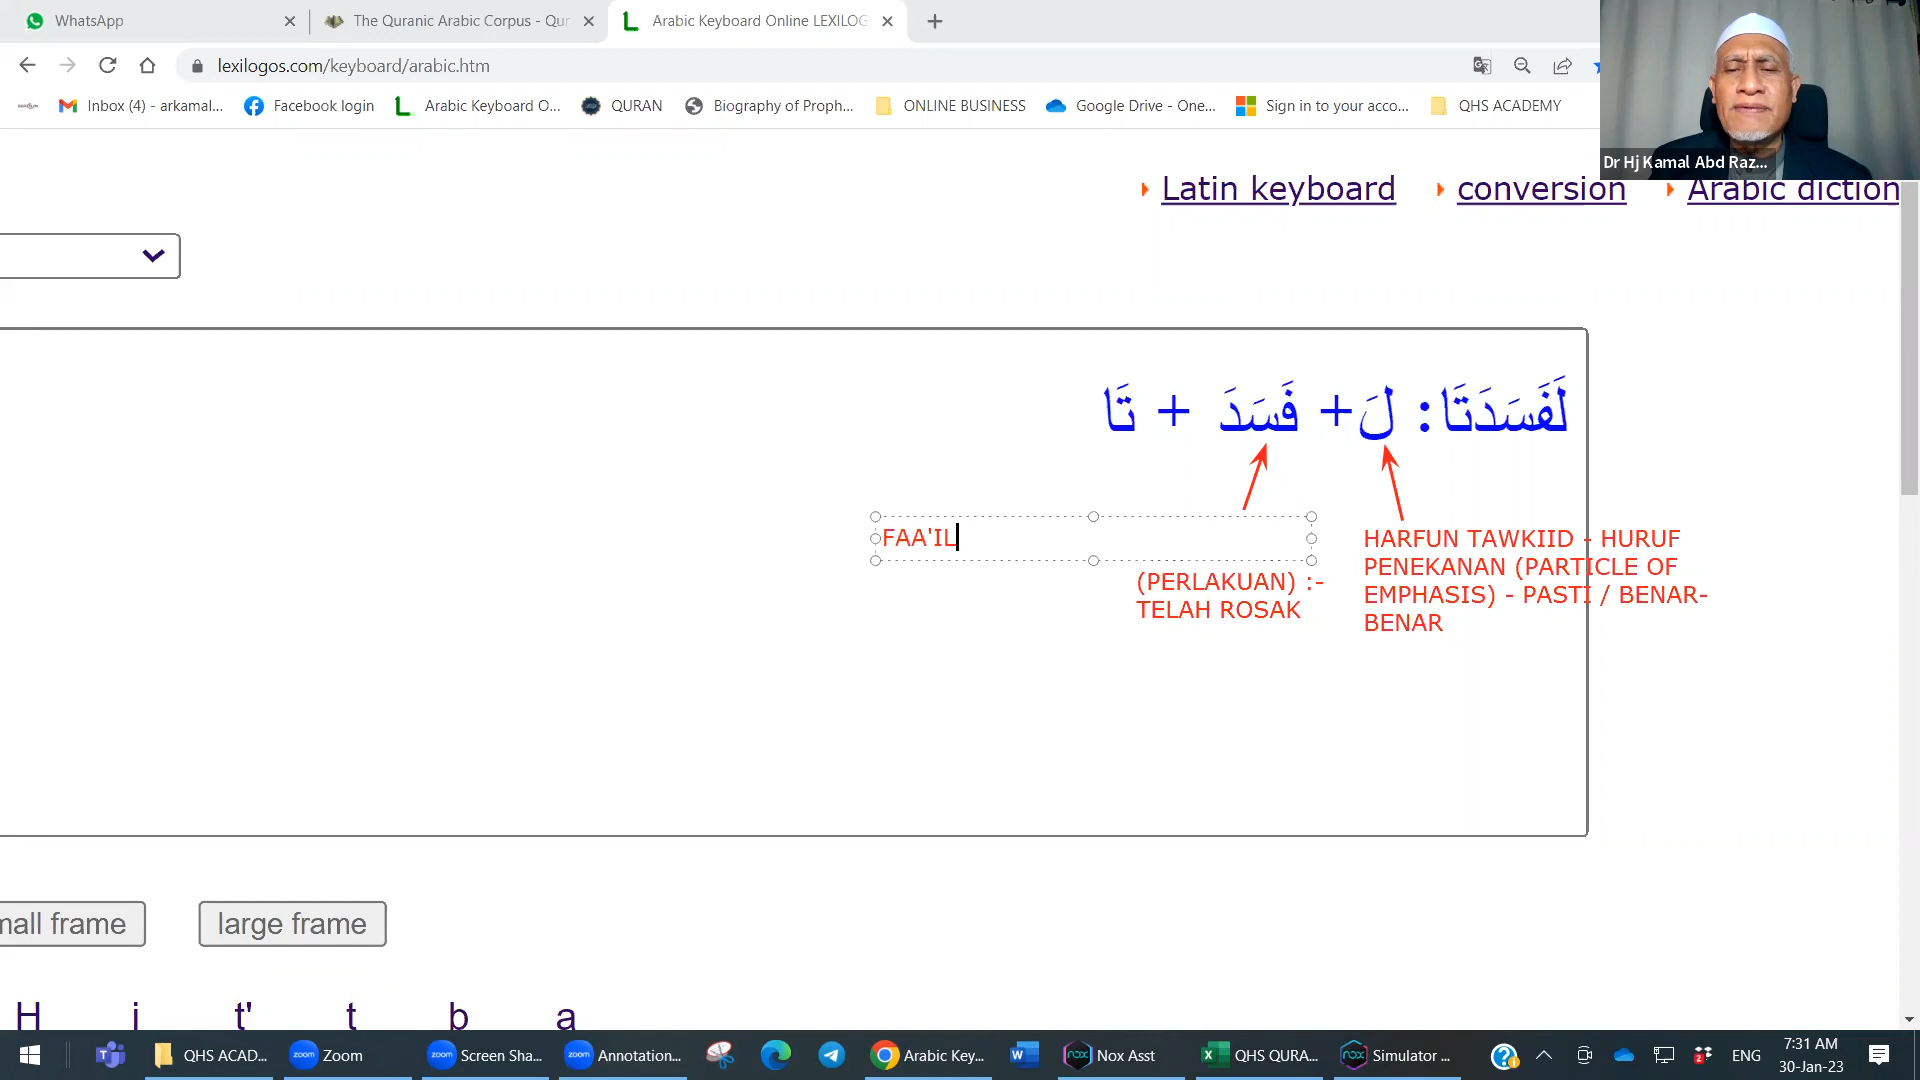 WhatsApp
The Quranic Arabic Corpus - Qur
Arabic Keyboard Online LEXILOG
lexilogos.com/keyboard/arabic.htm
Inbox (4) - arkamal...
Facebook login
Arabic Keyboard O...
QURAN
Biography of Proph...
ONLINE BUSINESS
Google Drive - One...
Sign in to your acco...
QHS ACADEMY
Dr Hj Kamal Abd Raz...
Latin keyboard
conversion
Arabic diction
لَفَسَدَتَا: لَ+ فَسَدَ + تَا
FAA'IL
(PERLAKUAN) :-
TELAH ROSAK
HARFUN TAWKIID - HURUF
PENEKANAN (PARTICLE OF
EMPHASIS) - PASTI / BENAR-
BENAR
mall frame
large frame
H i t' t b a
QHS ACAD...
Zoom
Screen Sha...
Annotation...
Arabic Key...
Nox Asst
QHS QURA...
Simulator ...
ENG
7:31 AM
30-Jan-23